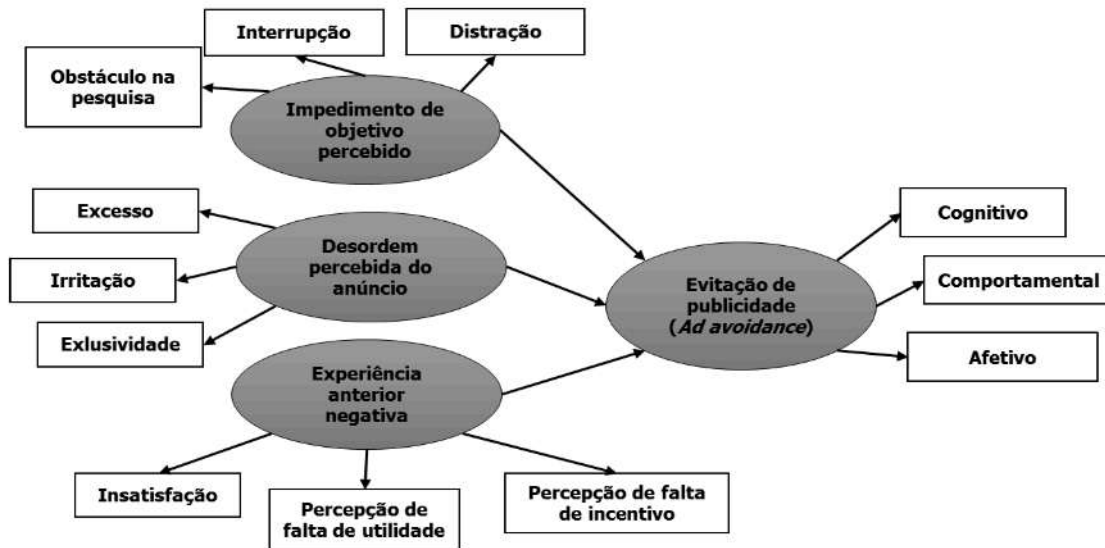 Interrupção
Distração
Obstáculo na
pesquisa
Impedimento de
objetivo
percebido
Excesso
Irritação
Exlusividade
Desordem
percebida do
anúncio
Evitação de
publicidade
(Ad avoidance)
Cognitivo
Comportamental
Afetivo
Experiência
anterior
negativa
Insatisfação
Percepção de
falta de utilidade
Percepção de falta
de incentivo